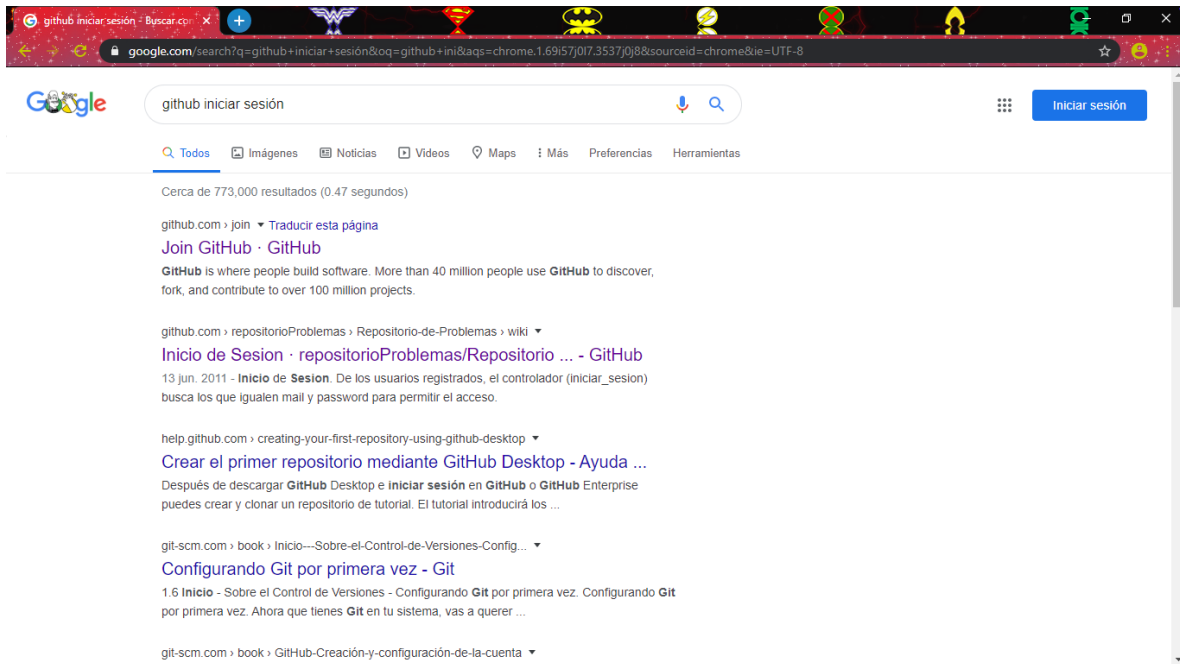 github iniciar sesión - Buscar con
google.com/search?q=github+iniciar+sesión&oq=github+ini&aqs=chrome.1.69i57j0l7.3537j0j8&sourceid=chrome&ie=UTF-8
Google
github iniciar sesión
Iniciar sesión
Todos Imágenes Noticias Videos Maps Más Preferencias Herramientas
Cerca de 773,000 resultados (0.47 segundos)
github.com › join Traducir esta página
Join GitHub · GitHub
GitHub is where people build software. More than 40 million people use GitHub to discover,
fork, and contribute to over 100 million projects.
github.com › repositorioProblemas › Repositorio-de-Problemas › wiki
Inicio de Sesion · repositorioProblemas/Repositorio ... - GitHub
13 jun. 2011 - Inicio de Sesion. De los usuarios registrados, el controlador (iniciar_sesion)
busca los que igualen mail y password para permitir el acceso.
help.github.com › creating-your-first-repository-using-github-desktop
Crear el primer repositorio mediante GitHub Desktop - Ayuda ...
Después de descargar GitHub Desktop e iniciar sesión en GitHub o GitHub Enterprise
puedes crear y clonar un repositorio de tutorial. El tutorial introducirá los ...
git-scm.com › book › Inicio---Sobre-el-Control-de-Versiones-Config...
Configurando Git por primera vez - Git
1.6 Inicio - Sobre el Control de Versiones - Configurando Git por primera vez. Configurando Git
por primera vez. Ahora que tienes Git en tu sistema, vas a querer ...
git-scm.com › book › GitHub-Creación-y-configuración-de-la-cuenta